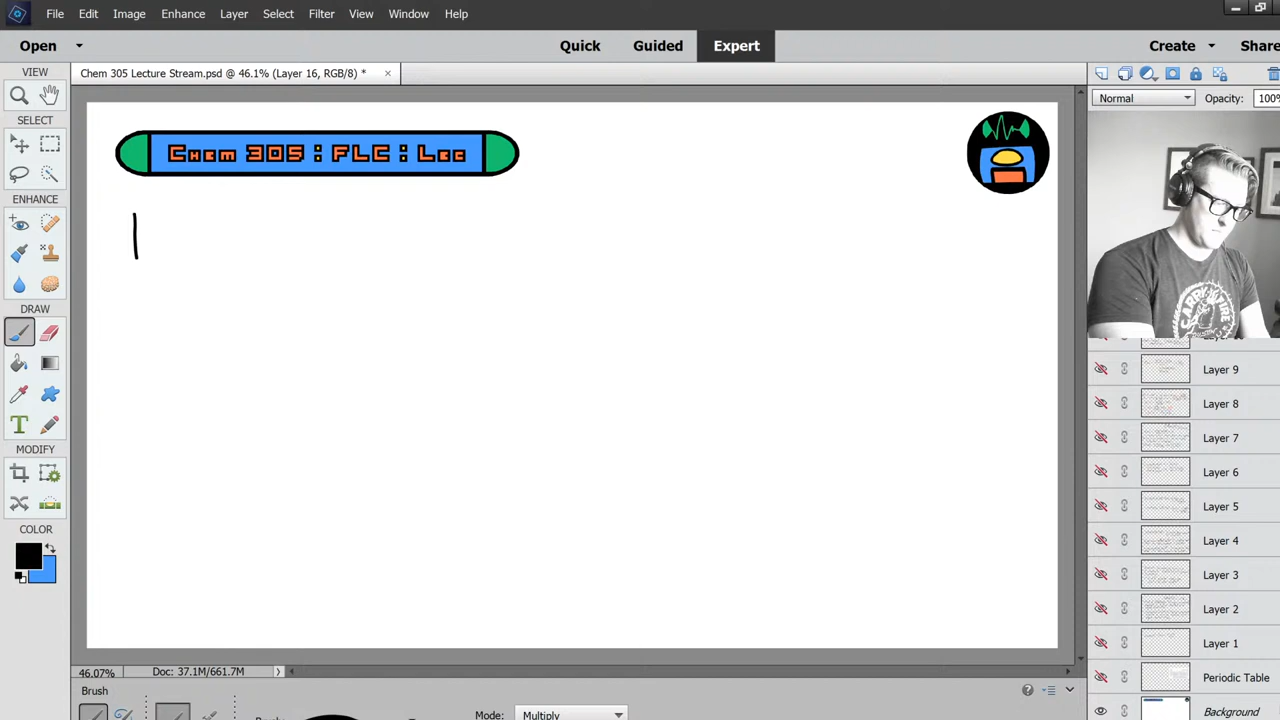 File Edit Image Enhance Layer Select Filter View Window Help
Open Quick Guided Expert Create Share
VIEW
Chem 305 Lecture Stream.psd @ 46.1% (Layer 16, RGB/8) * ×
Normal Opacity: 100%
SELECT
Chem 305 : FLC : Lec
ENHANCE
DRAW
MODIFY
COLOR
Layer 9
Layer 8
Layer 7
Layer 6
Layer 5
Layer 4
Layer 3
Layer 2
Layer 1
Periodic Table
Background
46.07% Doc: 37.1M/661.7M
Brush
Mode: Multiply